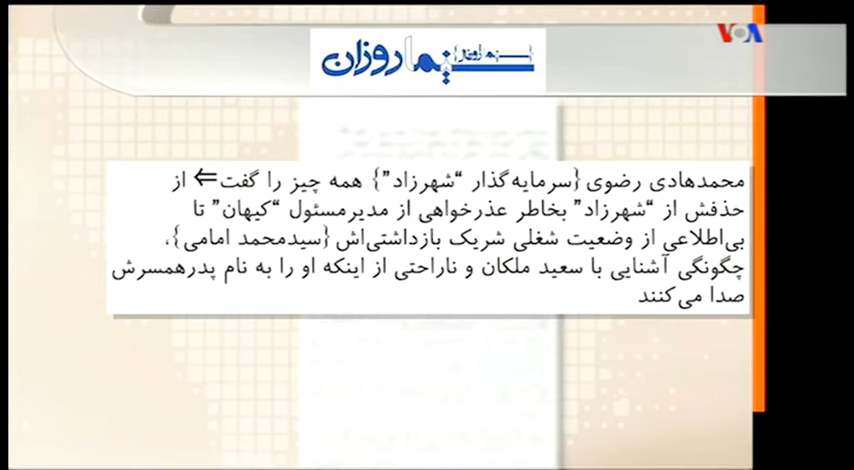 VOA
سینماروزان
محمدهادی رضوی {سرمایه‌گذار “شهرزاد”} همه چیز را گفت⇐ از
حذفش از “شهرزاد” بخاطر عذرخواهی از مدیرمسئول “کیهان” تا
بی‌اطلاعی از وضعیت شغلی شریک بازداشتی‌اش {سیدمحمد امامی}،
چگونگی آشنایی با سعید ملکان و ناراحتی از اینکه او را به نام پدرهمسرش
صدا می‌کنند